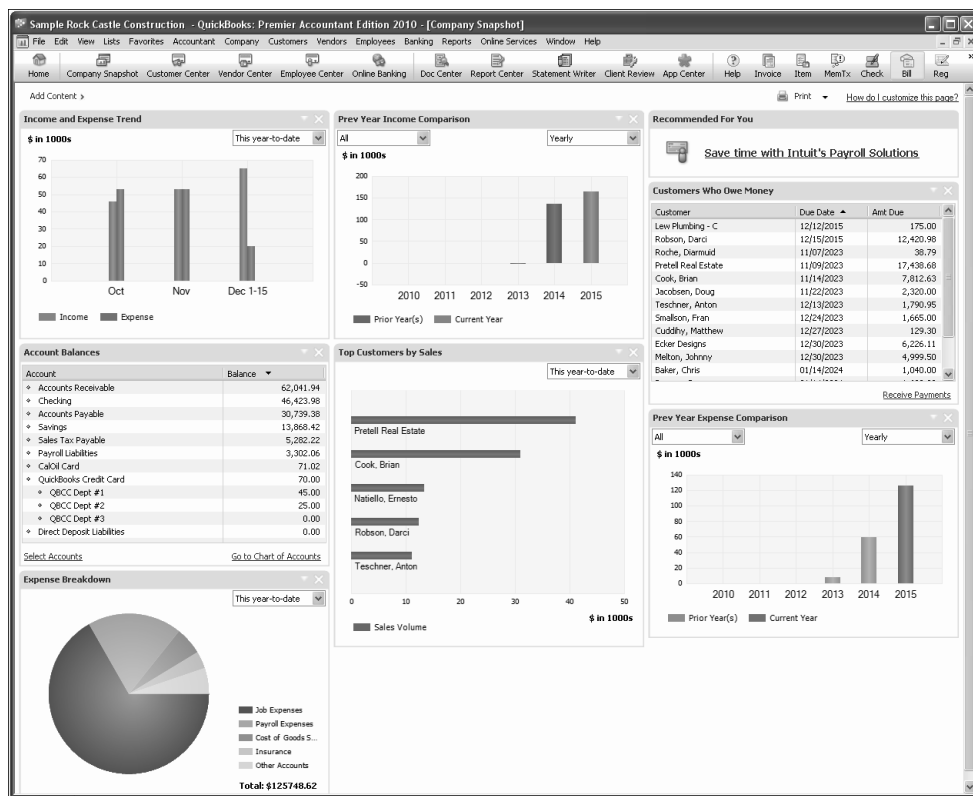 Sample Rock Castle Construction - QuickBooks: Premier Accountant Edition 2010 - [Company Snapshot]
File Edit View Lists Favorites Accountant Company Customers Vendors Employees Banking Reports Online Services Window Help
Home Company Snapshot Customer Center Vendor Center Employee Center Online Banking Doc Center Report Center Statement Writer Client Review App Center Help Invoice Item MemTx Check Bill Reg
Add Content >
Print
How do I customize this page?
Income and Expense Trend
$ in 1000s
This year-to-date
70
60
50
40
30
20
10
0
Oct Nov Dec 1-15
Income Expense
Account Balances
Account Balance
Accounts Receivable 62,041.94
Checking 46,423.98
Accounts Payable 30,739.38
Savings 13,868.42
Sales Tax Payable 5,282.22
Payroll Liabilities 3,302.06
CalOil Card 71.02
QuickBooks Credit Card 70.00
QBCC Dept #1 45.00
QBCC Dept #2 25.00
QBCC Dept #3 0.00
Direct Deposit Liabilities 0.00
Select Accounts Go to Chart of Accounts
Expense Breakdown
This year-to-date
Job Expenses
Payroll Expenses
Cost of Goods S...
Insurance
Other Accounts
Total: $125748.62
Prev Year Income Comparison
All Yearly
$ in 1000s
200
150
100
50
0
-50
2010 2011 2012 2013 2014 2015
Prior Year(s) Current Year
Top Customers by Sales
This year-to-date
Pretell Real Estate
Cook, Brian
Natiello, Ernesto
Robson, Darci
Teschner, Anton
0 10 20 30 40 50
$ in 1000s
Sales Volume
Recommended For You
Save time with Intuit's Payroll Solutions
Customers Who Owe Money
Customer Due Date Amt Due
Lew Plumbing - C 12/12/2015 175.00
Robson, Darci 12/15/2015 12,420.98
Roche, Diarmuid 11/07/2023 38.79
Pretell Real Estate 11/09/2023 17,438.68
Cook, Brian 11/14/2023 7,812.63
Jacobsen, Doug 11/22/2023 2,320.00
Teschner, Anton 12/13/2023 1,790.95
Smallson, Fran 12/24/2023 1,665.00
Cuddihy, Matthew 12/27/2023 129.30
Ecker Designs 12/30/2023 6,226.11
Melton, Johnny 12/30/2023 4,999.50
Baker, Chris 01/14/2024 1,040.00
Receive Payments
Prev Year Expense Comparison
All Yearly
$ in 1000s
140
120
100
80
60
40
20
0
2010 2011 2012 2013 2014 2015
Prior Year(s) Current Year